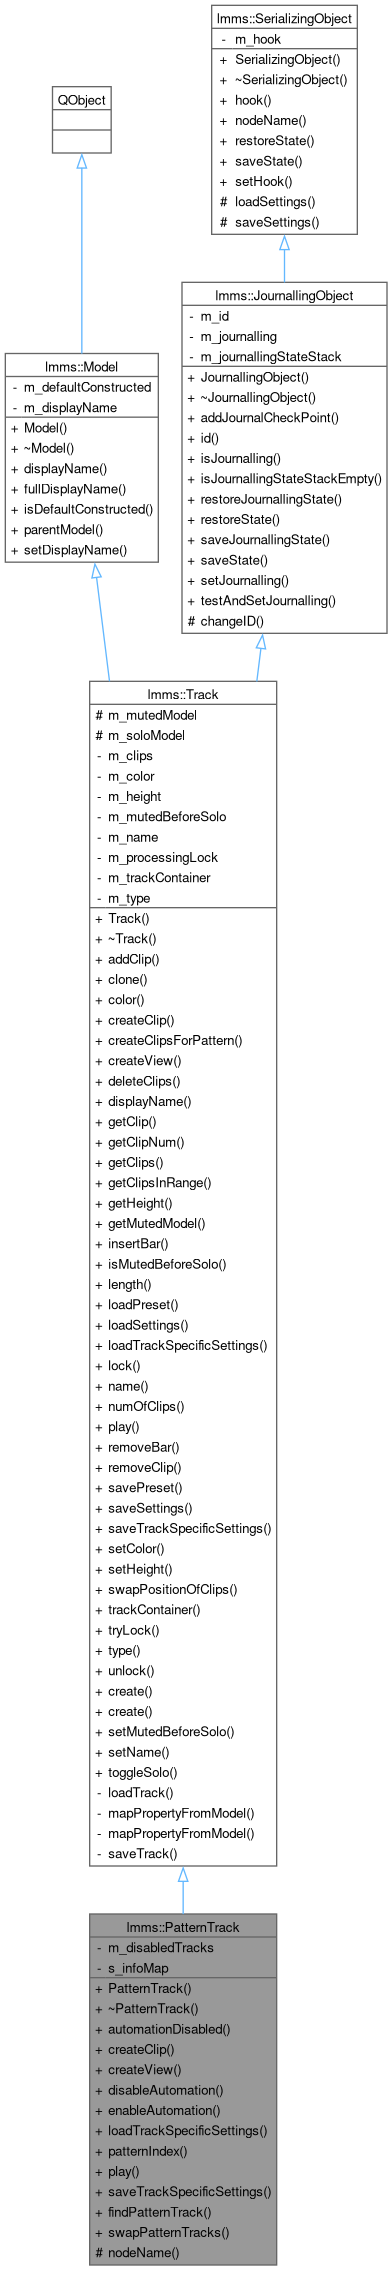 lmms::SerializingObject
- m_hook
+ SerializingObject()
+ ~SerializingObject()
+ hook()
+ nodeName()
+ restoreState()
+ saveState()
+ setHook()
# loadSettings()
# saveSettings()
QObject
lmms::JournallingObject
- m_id
- m_journalling
- m_journallingStateStack
+ JournallingObject()
+ ~JournallingObject()
+ addJournalCheckPoint()
+ id()
+ isJournalling()
+ isJournallingStateStackEmpty()
+ restoreJournallingState()
+ restoreState()
+ saveJournallingState()
+ saveState()
+ setJournalling()
+ testAndSetJournalling()
# changeID()
lmms::Model
- m_defaultConstructed
- m_displayName
+ Model()
+ ~Model()
+ displayName()
+ fullDisplayName()
+ isDefaultConstructed()
+ parentModel()
+ setDisplayName()
lmms::Track
# m_mutedModel
# m_soloModel
- m_clips
- m_color
- m_height
- m_mutedBeforeSolo
- m_name
- m_processingLock
- m_trackContainer
- m_type
+ Track()
+ ~Track()
+ addClip()
+ clone()
+ color()
+ createClip()
+ createClipsForPattern()
+ createView()
+ deleteClips()
+ displayName()
+ getClip()
+ getClipNum()
+ getClips()
+ getClipsInRange()
+ getHeight()
+ getMutedModel()
+ insertBar()
+ isMutedBeforeSolo()
+ length()
+ loadPreset()
+ loadSettings()
+ loadTrackSpecificSettings()
+ lock()
+ name()
+ numOfClips()
+ play()
+ removeBar()
+ removeClip()
+ savePreset()
+ saveSettings()
+ saveTrackSpecificSettings()
+ setColor()
+ setHeight()
+ swapPositionOfClips()
+ trackContainer()
+ tryLock()
+ type()
+ unlock()
+ create()
+ create()
+ setMutedBeforeSolo()
+ setName()
+ toggleSolo()
- loadTrack()
- mapPropertyFromModel()
- mapPropertyFromModel()
- saveTrack()
lmms::PatternTrack
- m_disabledTracks
- s_infoMap
+ PatternTrack()
+ ~PatternTrack()
+ automationDisabled()
+ createClip()
+ createView()
+ disableAutomation()
+ enableAutomation()
+ loadTrackSpecificSettings()
+ patternIndex()
+ play()
+ saveTrackSpecificSettings()
+ findPatternTrack()
+ swapPatternTracks()
# nodeName()